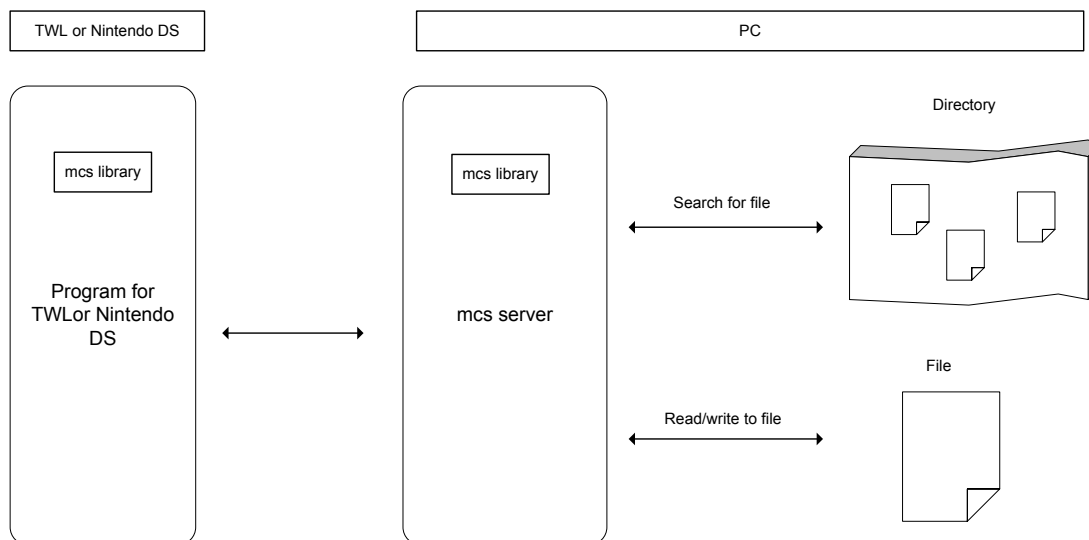 TWL or Nintendo DS
PC
Directory
mcs library
mcs library
Search for file
Program for
TWLor Nintendo
DS
mcs server
File
Read/write to file